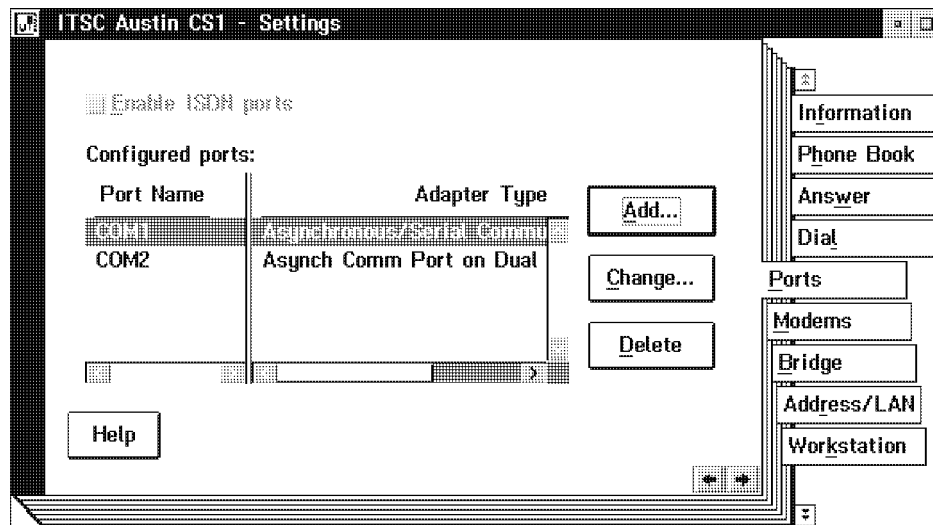 ITSC Austin CS1 - Settings
Enable ISDN ports
Configured ports:
Port Name Adapter Type
COM1 Asynchronous/Serial Commu
COM2 Asynch Comm Port on Dual
Add...
Change...
Delete
Help
Information
Phone Book
Answer
Dial
Ports
Modems
Bridge
Address/LAN
Workstation